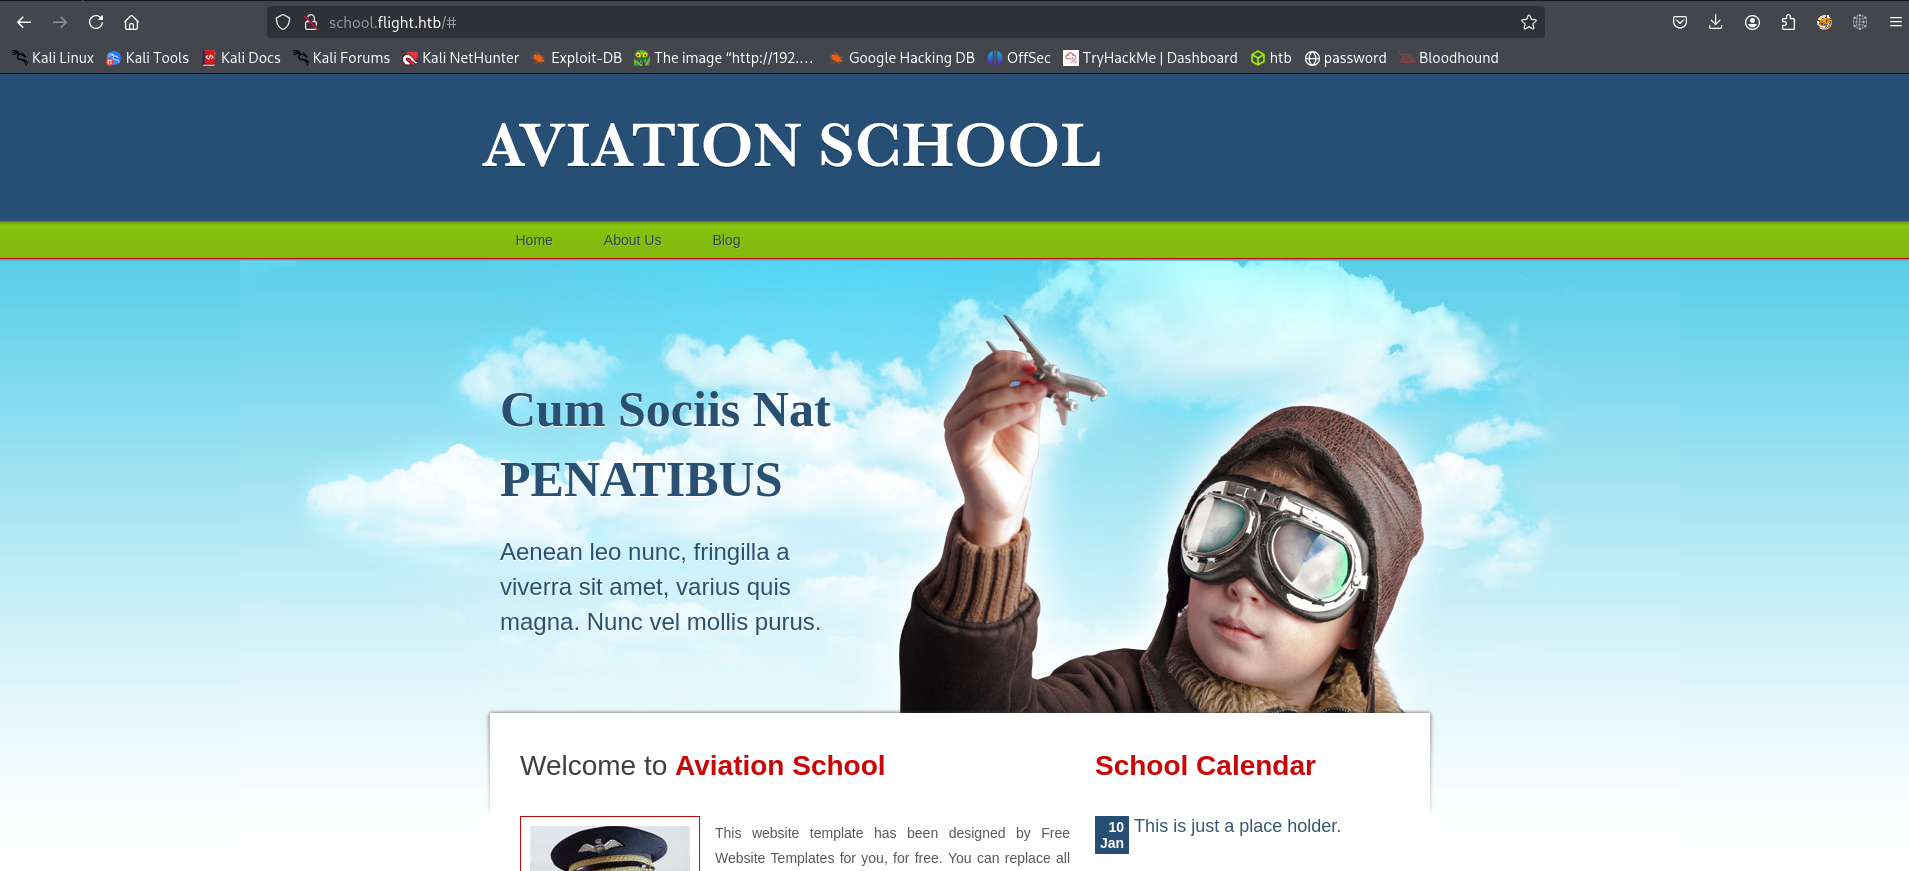 school.flight.htb/#
Kali Linux Kali Tools Kali Docs Kali Forums Kali NetHunter Exploit-DB The image “http://192.… Google Hacking DB OffSec TryHackMe | Dashboard htb password Bloodhound
AVIATION SCHOOL
Home About Us Blog
Cum Sociis Nat
PENATIBUS
Aenean leo nunc, fringilla a
viverra sit amet, varius quis
magna. Nunc vel mollis purus.
Welcome to Aviation School
This website template has been designed by Free
Website Templates for you, for free. You can replace all
School Calendar
10
Jan
This is just a place holder.